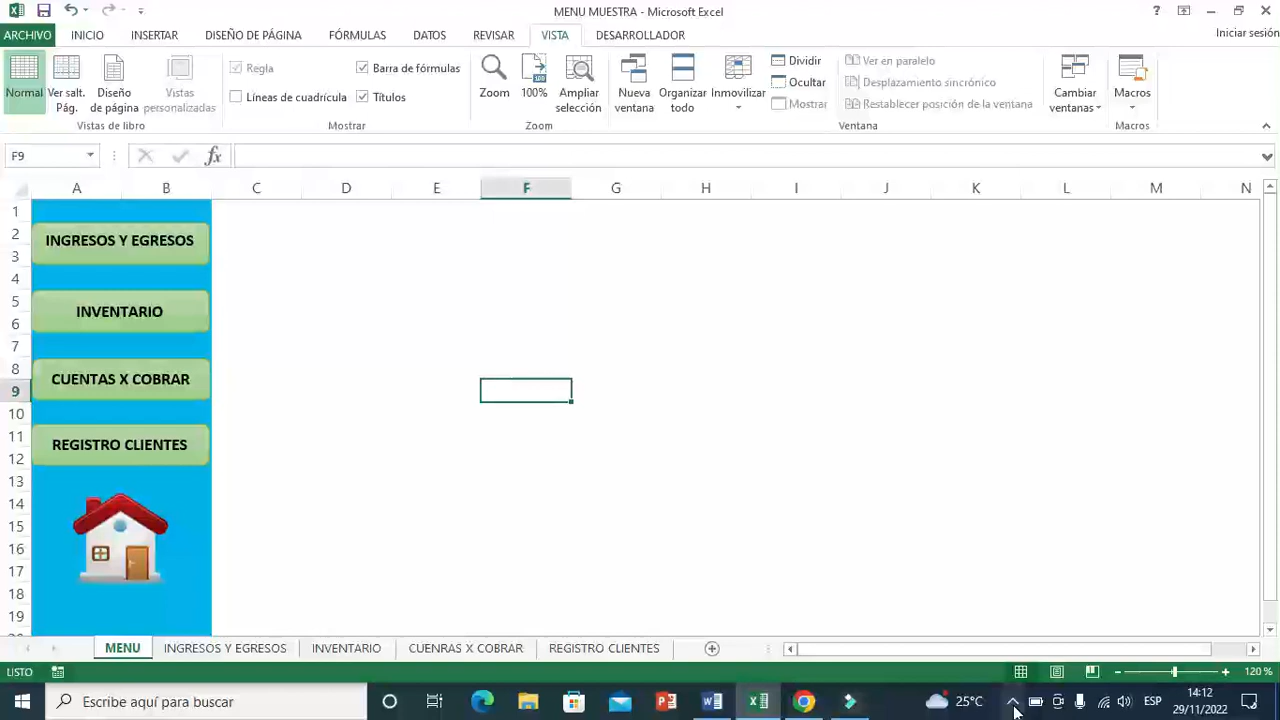 MENU MUESTRA - Microsoft Excel
?
ARCHIVO INICIO INSERTAR DISEÑO DE PÁGINA FÓRMULAS DATOS REVISAR VISTA DESARROLLADOR Iniciar sesión
Normal
Ver salt. Pág.
Diseño de página
Vistas personalizadas
Vistas de libro
Regla
Barra de fórmulas
Líneas de cuadrícula
Títulos
Mostrar
Zoom
100%
Ampliar selección
Zoom
Nueva ventana
Organizar todo
Inmovilizar
Dividir
Ocultar
Mostrar
Ver en paralelo
Desplazamiento sincrónico
Restablecer posición de la ventana
Ventana
Cambiar ventanas
Macros
Macros
F9
fx
A B C D E F G H I J K L M N
1
2
3
4
5
6
7
8
9
10
11
12
13
14
15
16
17
18
19
INGRESOS Y EGRESOS
INVENTARIO
CUENTAS X COBRAR
REGISTRO CLIENTES
MENU INGRESOS Y EGRESOS INVENTARIO CUENRAS X COBRAR REGISTRO CLIENTES
LISTO
120 %
Escribe aquí para buscar
25°C
ESP
14:12
29/11/2022